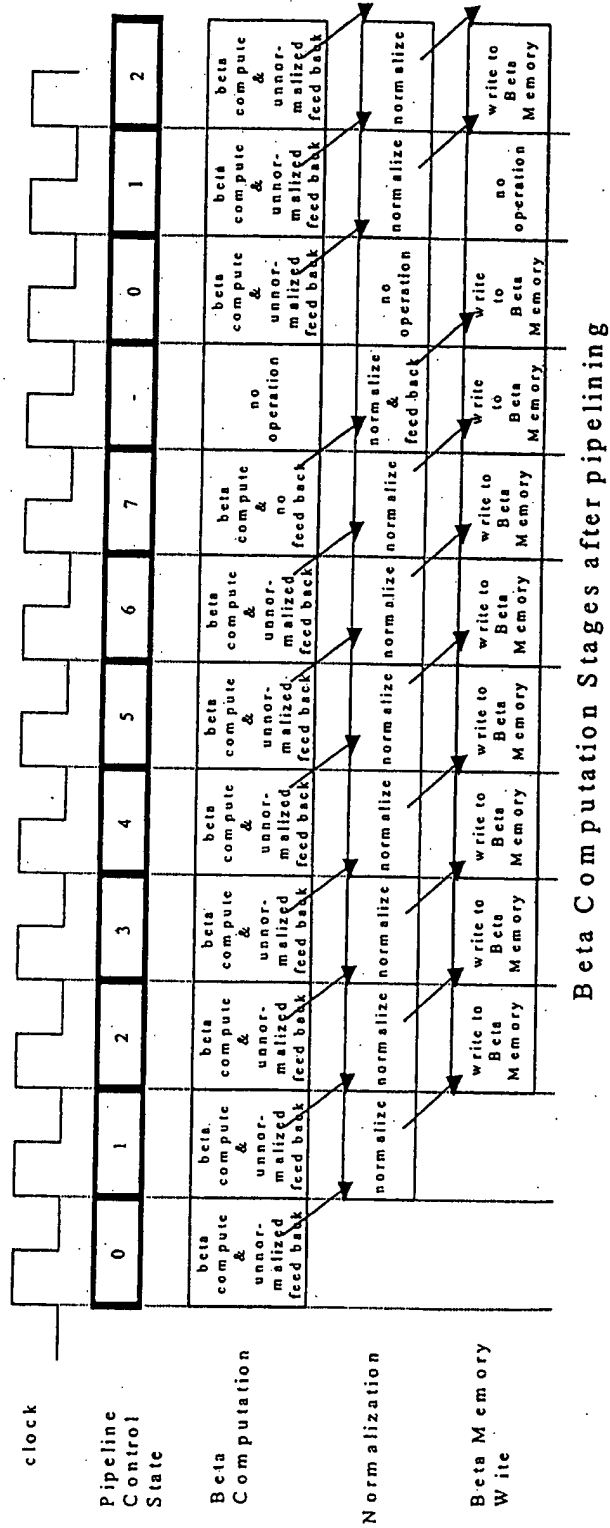 clock
Pipeline
Control
State
0 1 2 3 4 5 6 7 - 0 1 2
Beta
Computation
beta
compute
&
unnor-
malized
feed back
beta
compute
&
unnor-
malized
feed back
beta
compute
&
unnor-
malized
feed back
beta
compute
&
unnor-
malized
feed back
beta
compute
&
unnor-
malized
feed back
beta
compute
&
unnor-
malized
feed back
beta
compute
&
unnor-
malized
feed back
beta
compute
&
no
feed back
no
operation
beta
compute
&
unnor-
malized
feed back
beta
compute
&
unnor-
malized
feed back
beta
compute
&
unnor-
malized
feed back
Normalization
normalize
normalize
normalize
normalize
normalize
normalize
normalize
normalize
&
feed back
no
operation
normalize
normalize
Beta Memory
Wite
write to
Beta
Memory
write to
Beta
Memory
write to
Beta
Memory
write to
Beta
Memory
write to
Beta
Memory
write to
Beta
Memory
write
to
Beta
Memory
write
to
Beta
Memory
no
operation
write to
Beta
Memory
Beta Computation Stages after pipelining